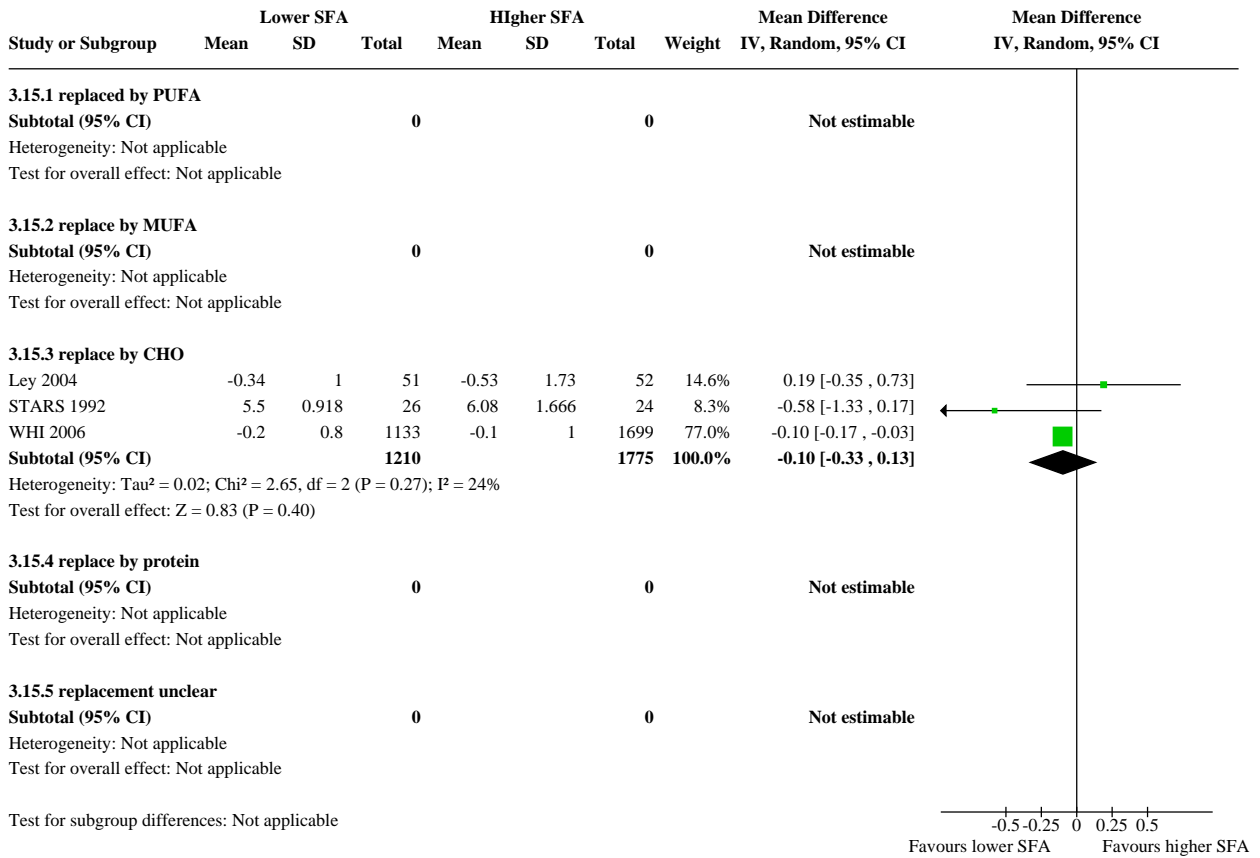 Lower SFA HIgher SFA Mean Difference Mean Difference
Study or Subgroup Mean SD Total Mean SD Total Weight IV, Random, 95% CI IV, Random, 95% CI
3.15.1 replaced by PUFA
Subtotal (95% CI) 0 0 Not estimable
Heterogeneity: Not applicable
Test for overall effect: Not applicable
3.15.2 replace by MUFA
Subtotal (95% CI) 0 0 Not estimable
Heterogeneity: Not applicable
Test for overall effect: Not applicable
3.15.3 replace by CHO
Ley 2004 -0.34 1 51 -0.53 1.73 52 14.6% 0.19 [-0.35 , 0.73]
STARS 1992 5.5 0.918 26 6.08 1.666 24 8.3% -0.58 [-1.33 , 0.17]
WHI 2006 -0.2 0.8 1133 -0.1 1 1699 77.0% -0.10 [-0.17 , -0.03]
Subtotal (95% CI) 1210 1775 100.0% -0.10 [-0.33 , 0.13]
Heterogeneity: Tau² = 0.02; Chi² = 2.65, df = 2 (P = 0.27); I² = 24%
Test for overall effect: Z = 0.83 (P = 0.40)
3.15.4 replace by protein
Subtotal (95% CI) 0 0 Not estimable
Heterogeneity: Not applicable
Test for overall effect: Not applicable
3.15.5 replacement unclear
Subtotal (95% CI) 0 0 Not estimable
Heterogeneity: Not applicable
Test for overall effect: Not applicable
Test for subgroup differences: Not applicable
-0.5 -0.25 0 0.25 0.5
Favours lower SFA Favours higher SFA